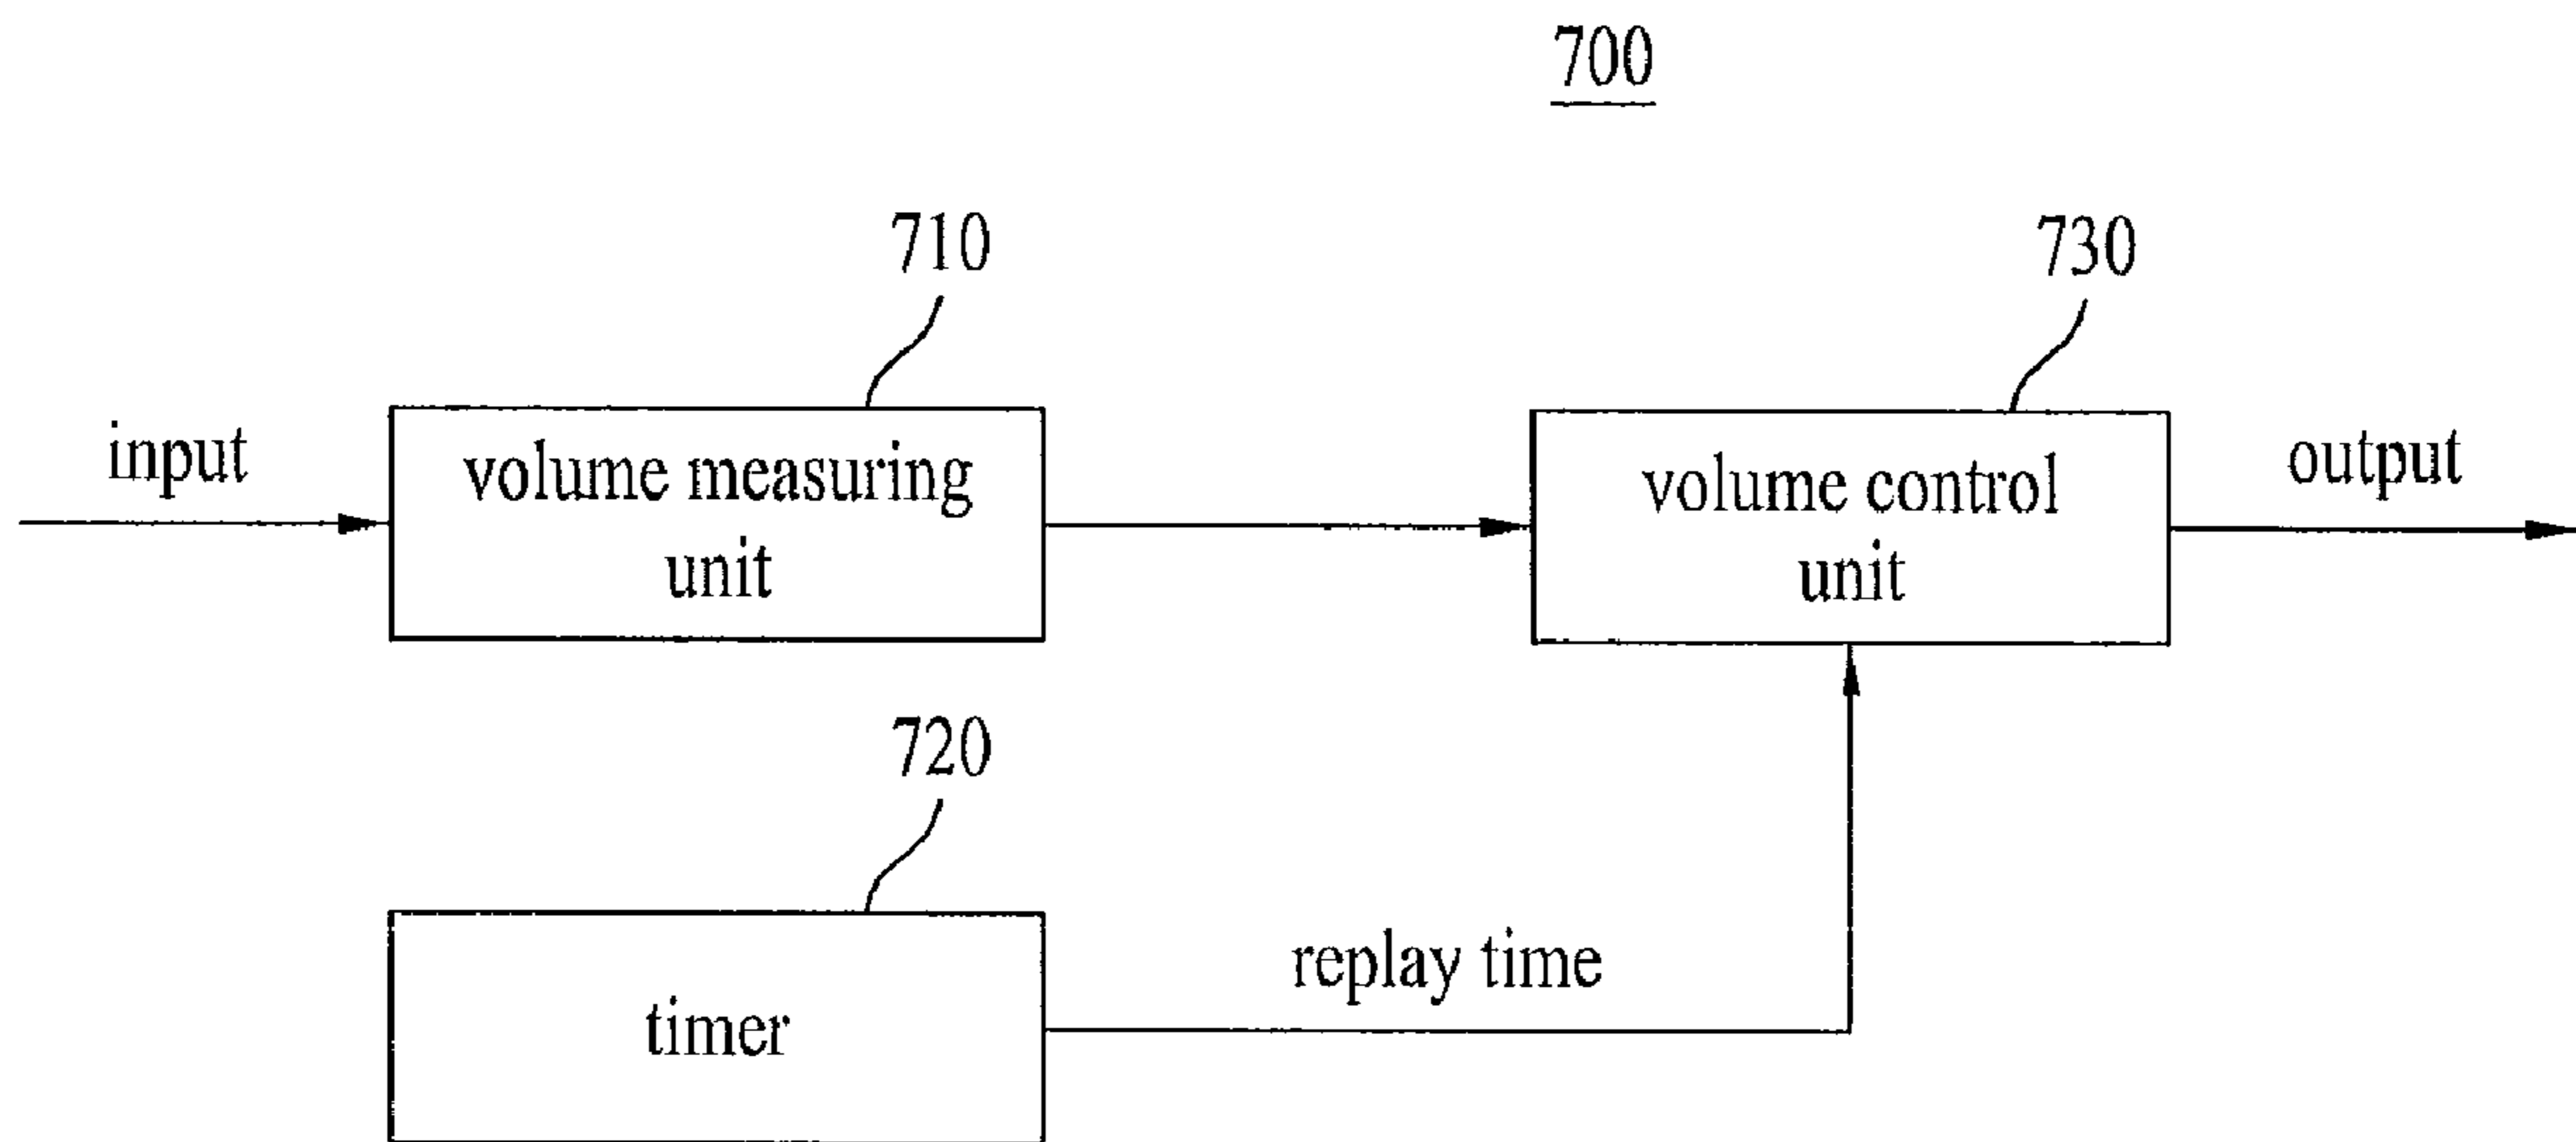 700
710
730
input
volume measuring
unit
volume control
unit
output
720
replay time
timer